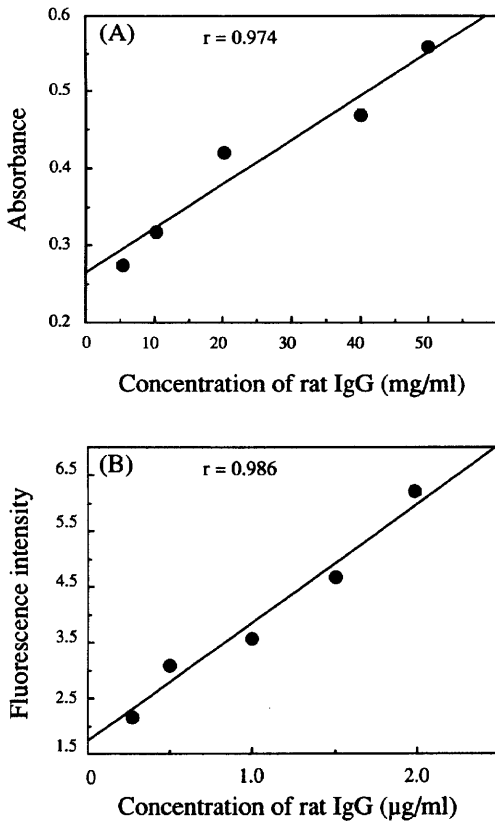 0.6
(A)
r = 0.974
0.5
0.4
0.3
0.2
Absorbance
0 10 20 30 40 50
Concentration of rat IgG (mg/ml)
(B)
r = 0.986
6.5
5.5
4.5
3.5
2.5
1.5
Fluorescence intensity
0 1.0 2.0
Concentration of rat IgG (µg/ml)